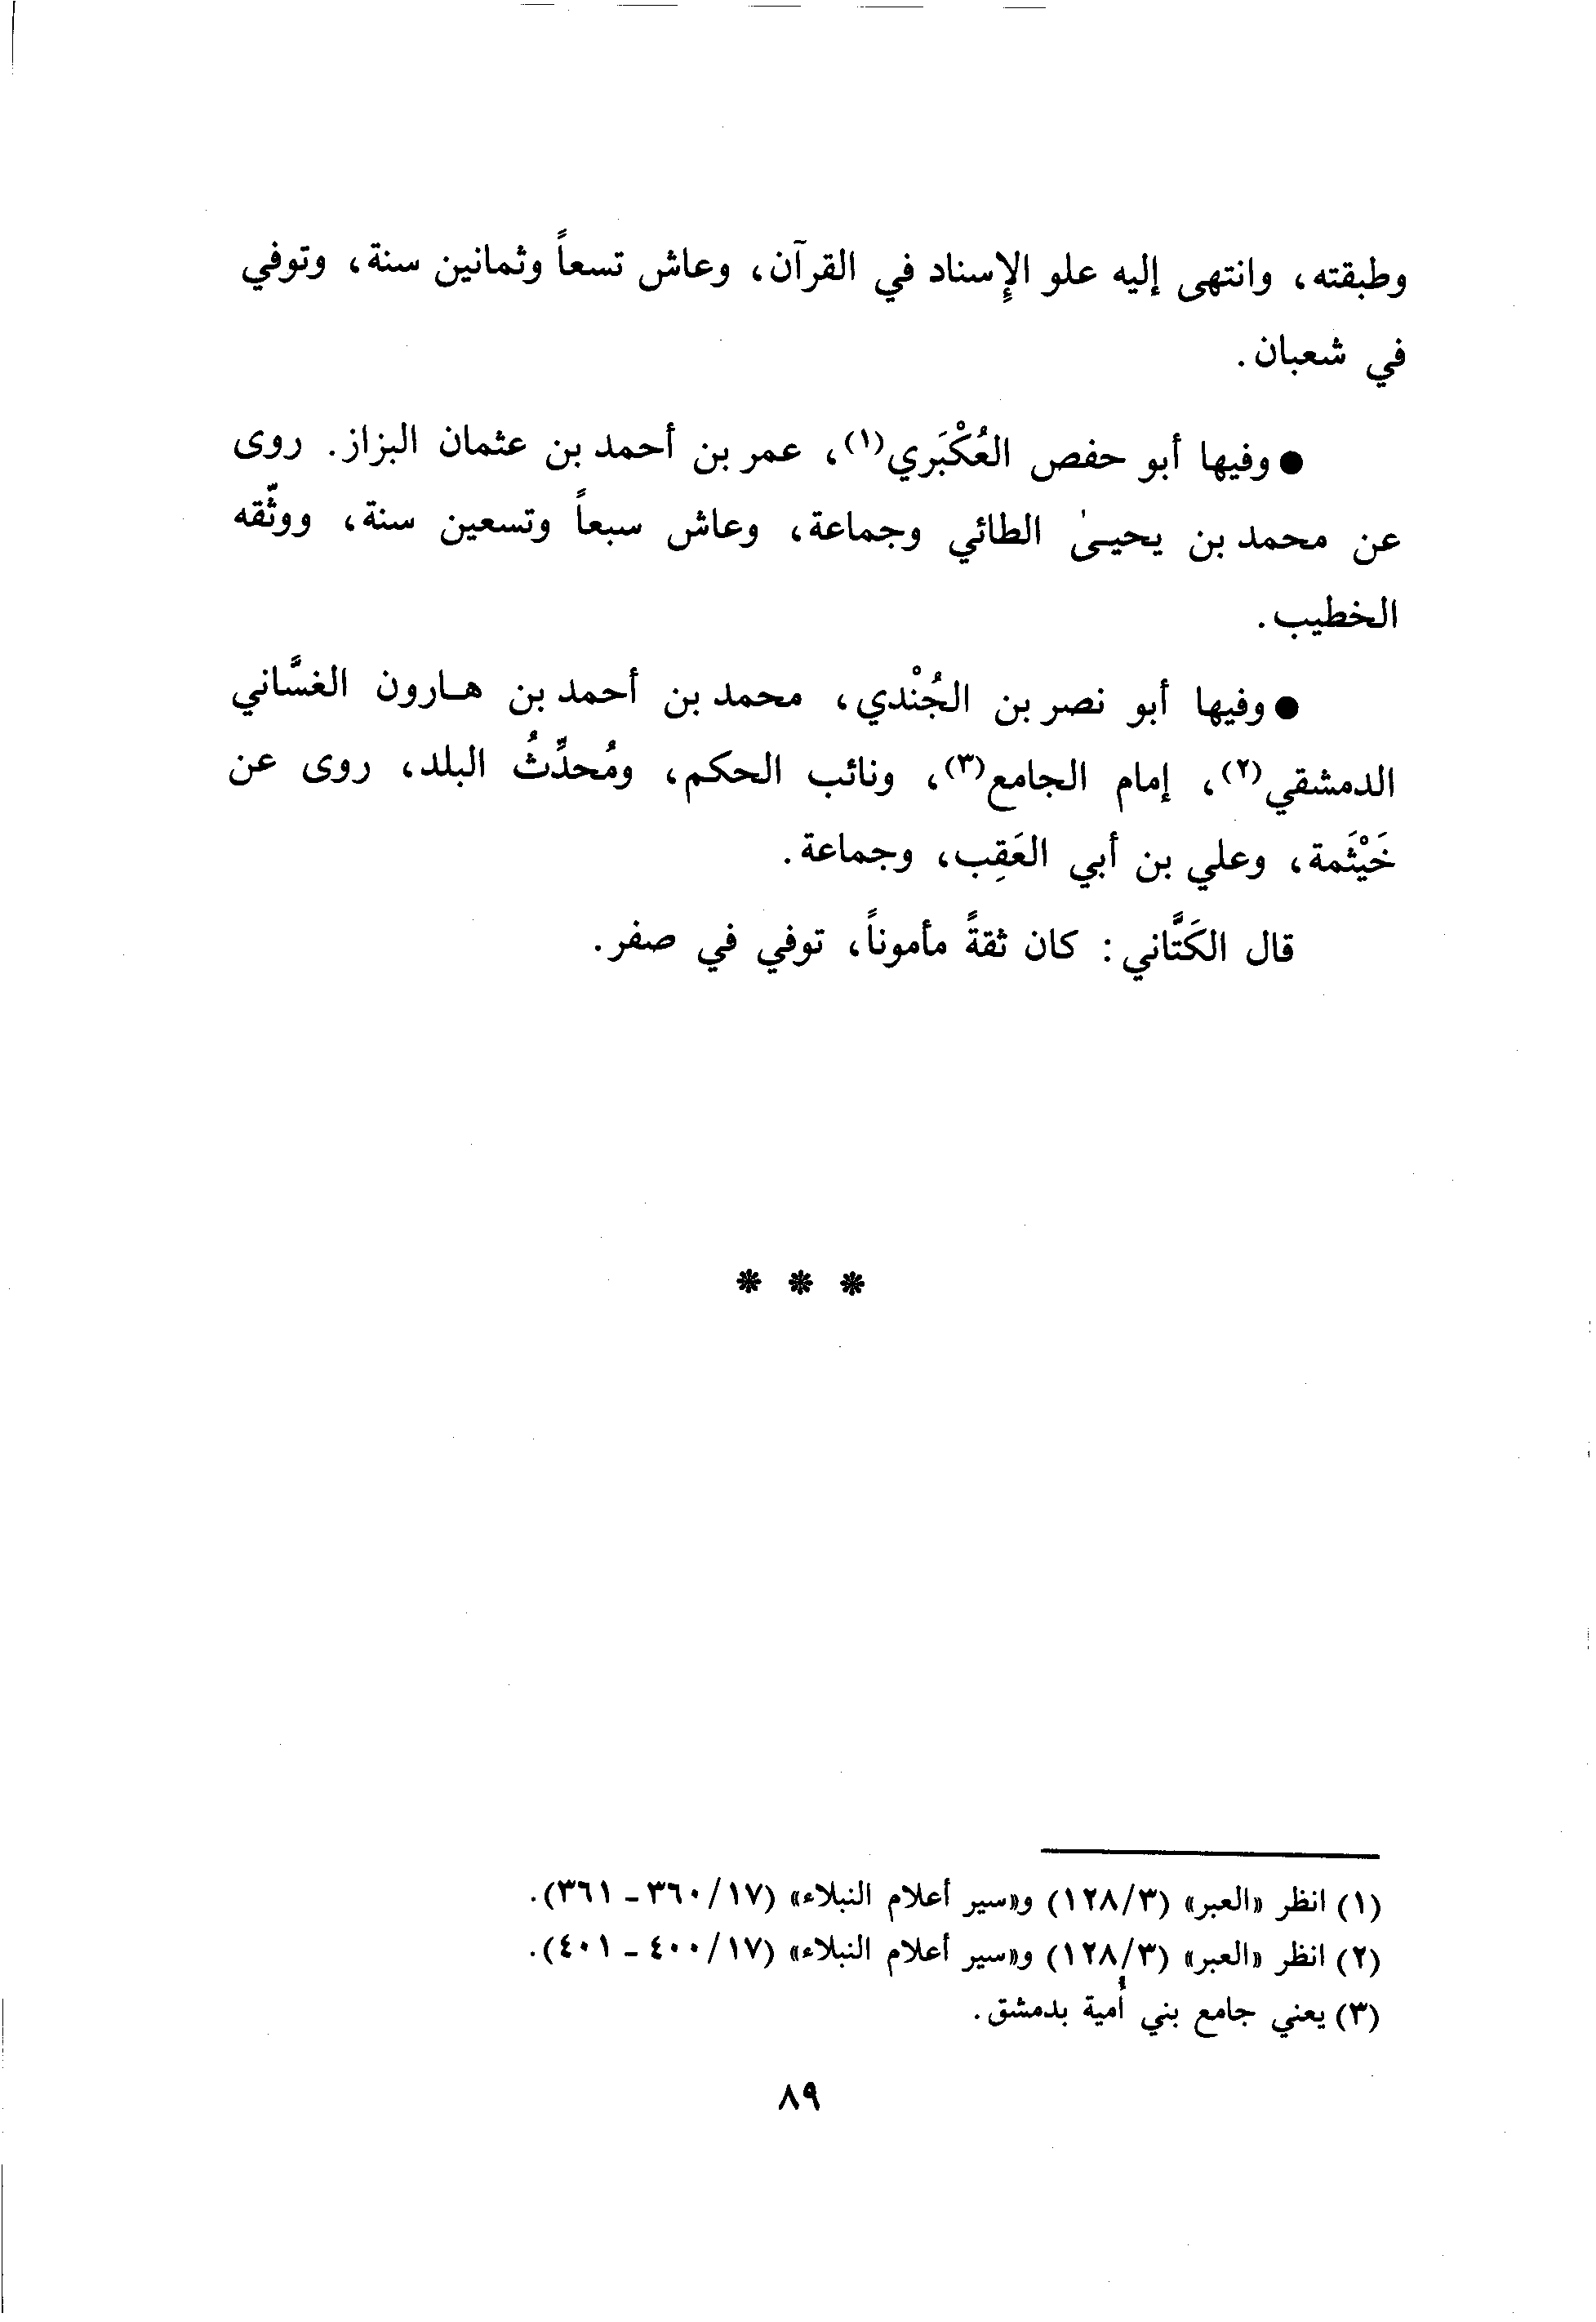 وطبقته، وانتهى إليه علو الإِسناد في القرآن، وعاش تسعاً وثمانين سنة، وتوفي
في شعبان.
● وفيها أبو حفص العُكْبَري(١)، عمر بن أحمد بن عثمان البزاز. روى
عن محمد بن يحيىٰ الطائي وجماعة، وعاش سبعاً وتسعين سنة، ووثَّقه
الخطيب.
● وفيها أبو نصر بن الجُنْدي، محمد بن أحمد بن هـارون الغسَّاني
الدمشقي(٢)، إمام الجامع(٣)، ونائب الحكم، ومُحدِّثُ البلد، روى عن
خَيْثَمة، وعلي بن أبي العَقِب، وجماعة.
قال الكَتَّاني: كان ثقةً مأموناً، توفي في صفر.
* * *
(١) انظر «العبر» (١٢٨/٣) و«سير أعلام النبلاء» (٣٦٠/١٧ - ٣٦١).
(٢) انظر «العبر» (١٢٨/٣) و«سير أعلام النبلاء» (٤٠٠/١٧ - ٤٠١).
(٣) يعني جامع بني أُمية بدمشق.
٨٩